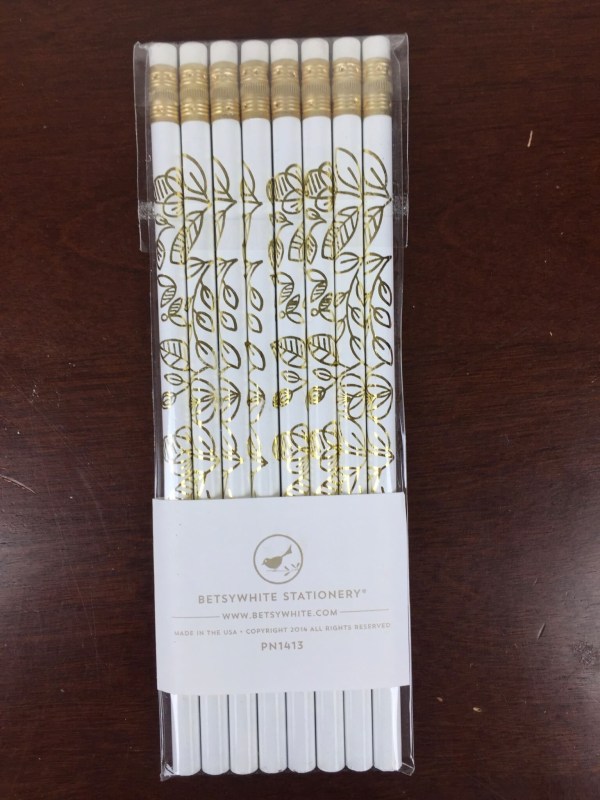 BETSYWHITE STATIONERY®
WWW.BETSYWHITE.COM
MADE IN THE USA • COPYRIGHT 2014 ALL RIGHTS RESERVED
PN1413